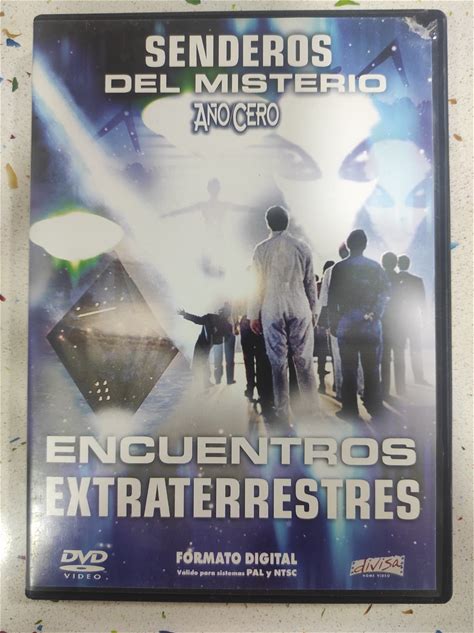 SENDEROS
DEL MISTERIO
AÑO CERO
ENCUENTROS
EXTRATERRESTRES
DVD
VIDEO
FORMATO DIGITAL
Válido para sistemas PAL y NTSC
divisa
HOME VIDEO